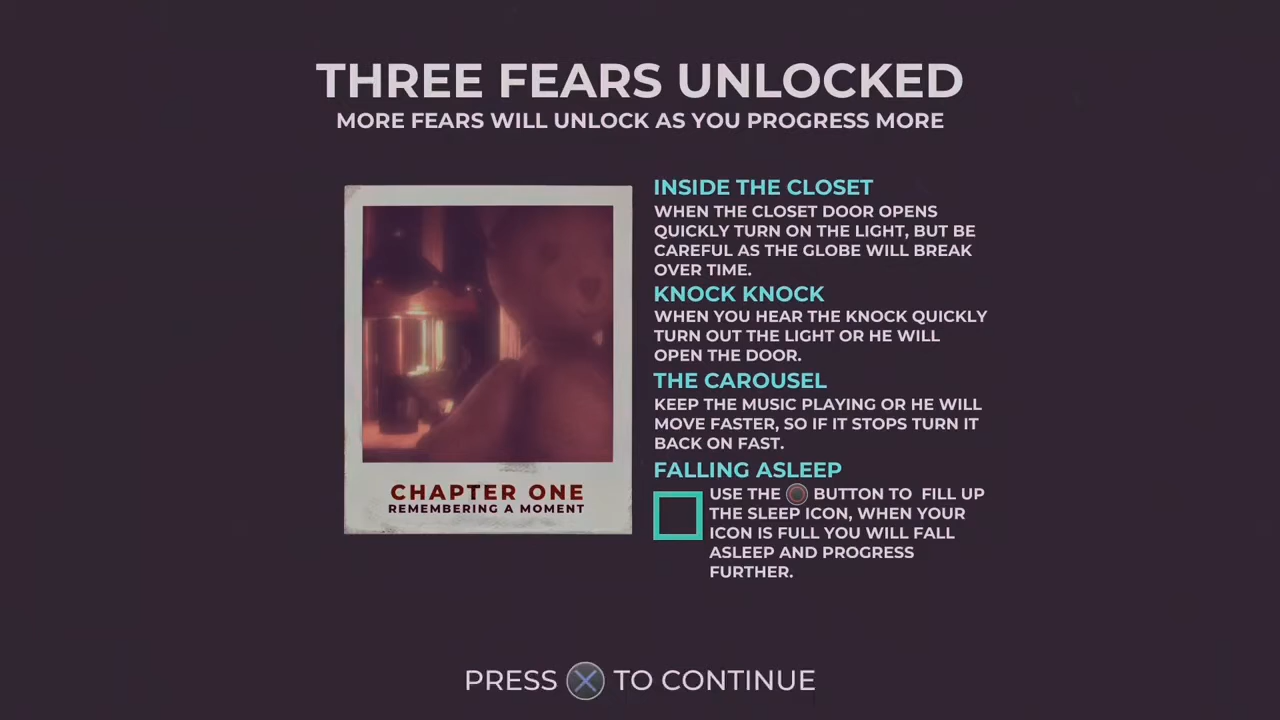 THREE FEARS UNLOCKED
MORE FEARS WILL UNLOCK AS YOU PROGRESS MORE
INSIDE THE CLOSET
WHEN THE CLOSET DOOR OPENS
QUICKLY TURN ON THE LIGHT, BUT BE
CAREFUL AS THE GLOBE WILL BREAK
OVER TIME.
KNOCK KNOCK
WHEN YOU HEAR THE KNOCK QUICKLY
TURN OUT THE LIGHT OR HE WILL
OPEN THE DOOR.
THE CAROUSEL
KEEP THE MUSIC PLAYING OR HE WILL
MOVE FASTER, SO IF IT STOPS TURN IT
BACK ON FAST.
FALLING ASLEEP
USE THE BUTTON TO FILL UP
THE SLEEP ICON, WHEN YOUR
ICON IS FULL YOU WILL FALL
ASLEEP AND PROGRESS
FURTHER.
CHAPTER ONE
REMEMBERING A MOMENT
PRESS X TO CONTINUE